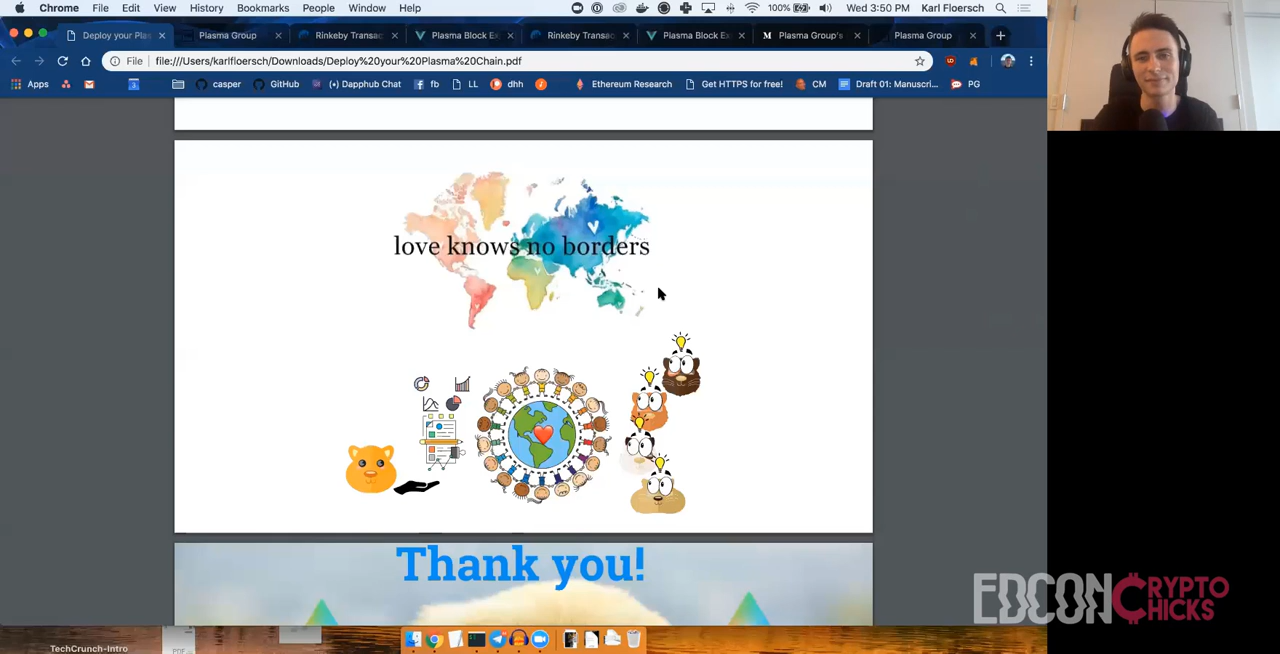 Chrome File Edit View History Bookmarks People Window Help 100% Wed 3:50 PM Karl Floersch
Deploy your Plas Plasma Group Rinkeby Transac Plasma Block Ex Rinkeby Transac Plasma Block Ex Plasma Group's Plasma Group
File file:///Users/karlfloersch/Downloads/Deploy%20your%20Plasma%20Chain.pdf
Apps casper GitHub (•) Dapphub Chat fb LL dhh Ethereum Research Get HTTPS for free! CM Draft 01: Manuscri... PG
love knows no borders
Thank you!
EDCON CRYPTO
CHICKS
TechCrunch-Intro
PDF